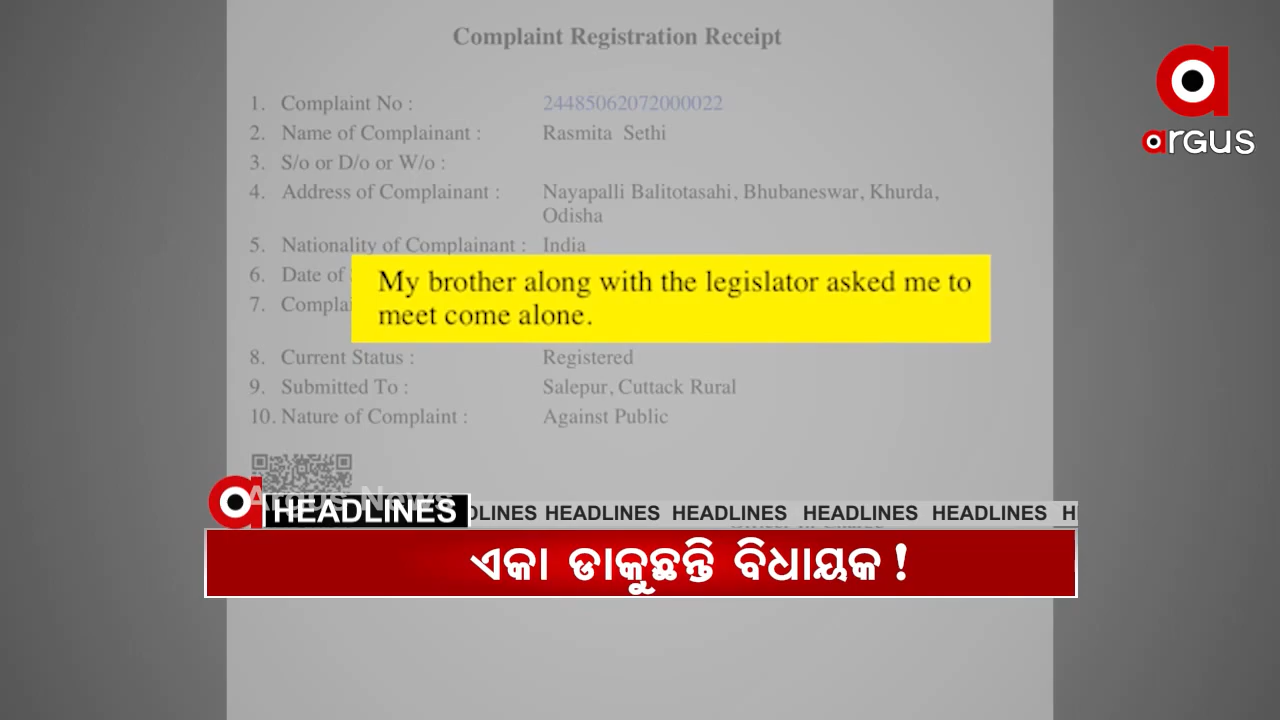 Complaint Registration Receipt
argus
1. Complaint No : 24485062072000022
2. Name of Complainant : Rasmita Sethi
3. S/o or D/o or W/o :
4. Address of Complainant : Nayapalli Balitotasahi, Bhubaneswar, Khurda,
Odisha
5. Nationality of Complainant : India
6. Date of
My brother along with the legislator asked me to
meet come alone.
7.
8. Current Status : Registered
9. Submitted To : Salepur, Cuttack Rural
10. Nature of Complaint : Against Public
Argus News
HEADLINES
HEADLINES HEADLINES HEADLINES HEADLINES
ଏକା ଡାକୁଛନ୍ତି ବିଧାୟକ!